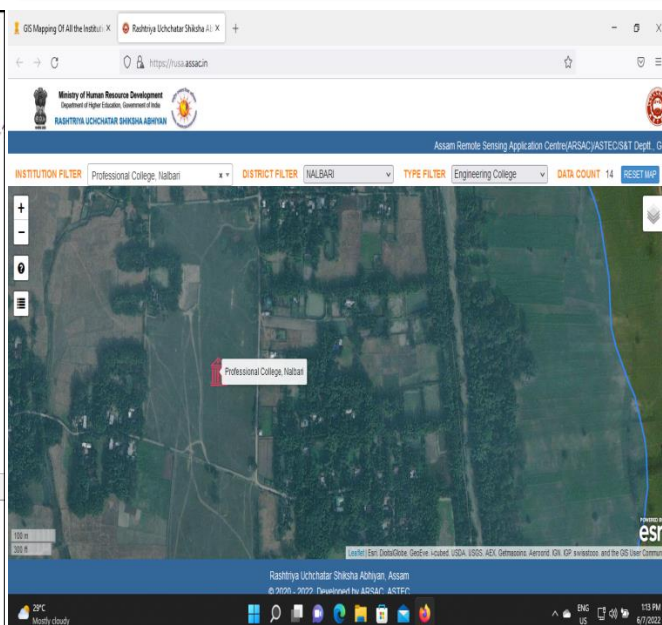 GIS Mapping Of All the Instituti ×
Rashtriya Uchchatar Shiksha Ab ×
https://rusa.assac.in
Ministry of Human Resource Development
Department of Higher Education, Government of India
RASHTRIYA UCHCHATAR SHIKSHA ABHIYAN
Assam Remote Sensing Application Centre(ARSAC)/ASTEC/S&T Deptt., G
INSTITUTION FILTER Professional College, Nalbari × DISTRICT FILTER NALBARI TYPE FILTER Engineering College DATA COUNT 14 RESET MAP
Professional College, Nalbari
100 m
300 ft
POWERED BY
esri
Leaflet | Esri, DigitalGlobe, GeoEye, i-cubed, USDA, USGS, AEX, Getmapping, Aerogrid, IGN, IGP, swisstopo, and the GIS User Commun
Rashtriya Uchchatar Shiksha Abhiyan, Assam
© 2020 - 2022, Developed by ARSAC, ASTEC
29°C
Mostly cloudy
ENG
US
1:13 PM
6/7/2022